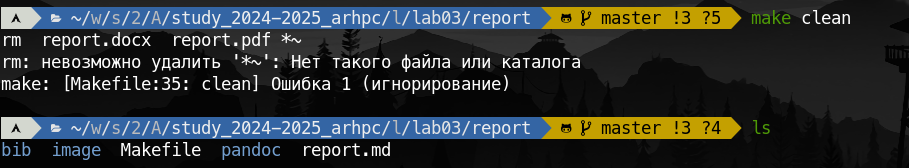 ~/w/s/2/A/study_2024-2025_arhpc/l/lab03/report master !3 ?5 make clean
rm  report.docx  report.pdf *~
rm: невозможно удалить '*~': Нет такого файла или каталога
make: [Makefile:35: clean] Ошибка 1 (игнорирование)
~/w/s/2/A/study_2024-2025_arhpc/l/lab03/report master !3 ?4 ls
bib  image  Makefile  pandoc  report.md